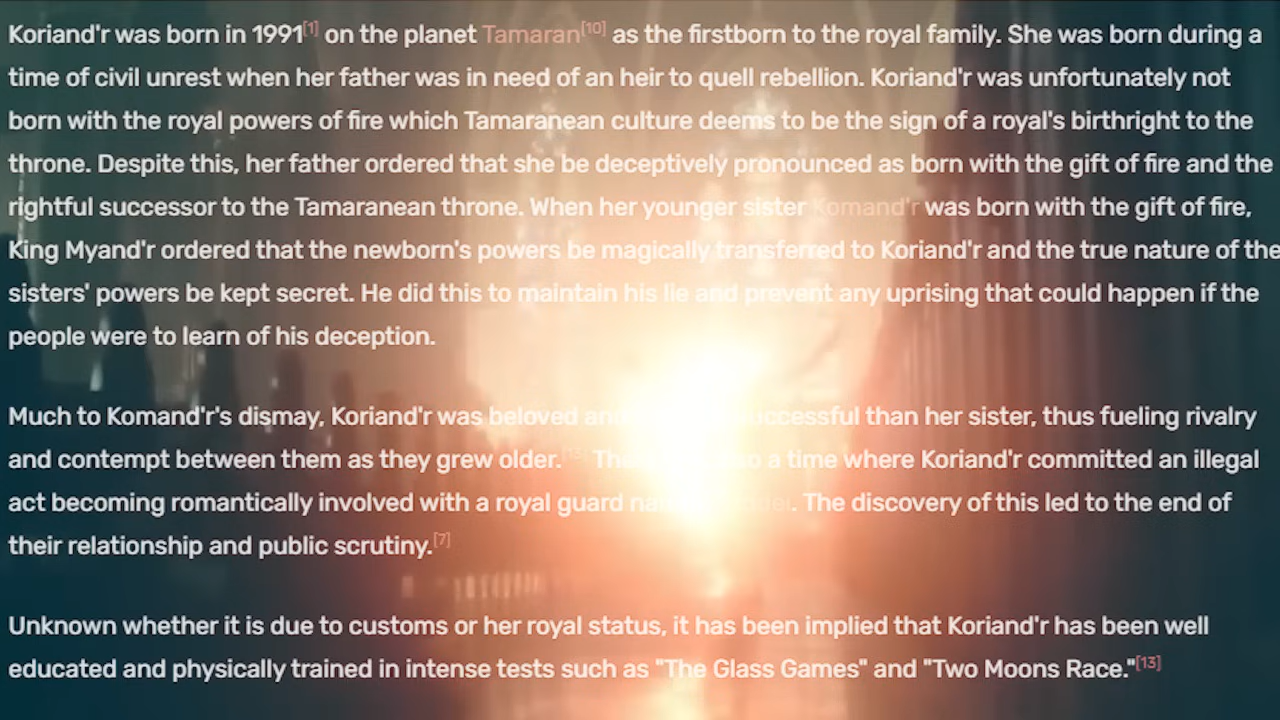 Koriand'r was born in 1991[1] on the planet Tamaran[10] as the firstborn to the royal family. She was born during a
time of civil unrest when her father was in need of an heir to quell rebellion. Koriand'r was unfortunately not
born with the royal powers of fire which Tamaranean culture deems to be the sign of a royal's birthright to the
throne. Despite this, her father ordered that she be deceptively pronounced as born with the gift of fire and the
rightful successor to the Tamaranean throne. When her younger sister Komand'r was born with the gift of fire,
King Myand'r ordered that the newborn's powers be magically transferred to Koriand'r and the true nature of the
sisters' powers be kept secret. He did this to maintain his lie and prevent any uprising that could happen if the
people were to learn of his deception.
Much to Komand'r's dismay, Koriand'r was beloved and successful than her sister, thus fueling rivalry
and contempt between them as they grew older.[13] a time where Koriand'r committed an illegal
act becoming romantically involved with a royal guard The discovery of this led to the end of
their relationship and public scrutiny.[7]
Unknown whether it is due to customs or her royal status, it has been implied that Koriand'r has been well
educated and physically trained in intense tests such as "The Glass Games" and "Two Moons Race."[13]